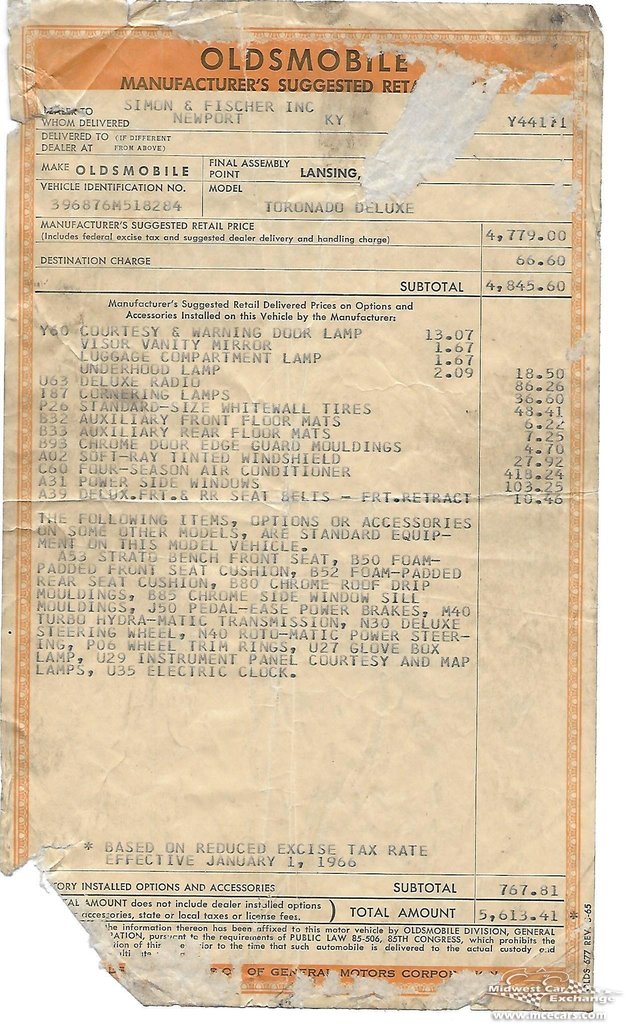 OLDSMOBILE
MANUFACTURER'S SUGGESTED
TO SIMON & FISCHER INC
WHOM DELIVERED NEWPORT KY Y44171
DELIVERED TO (IF DIFFERENT
DEALER AT FROM ABOVE)
MAKE OLDSMOBILE FINAL ASSEMBLY POINT LANSING,
VEHICLE IDENTIFICATION NO. MODEL
396876M518284 TORONADO DELUXE
MANUFACTURER'S SUGGESTED RETAIL PRICE
(Includes federal excise tax and suggested dealer delivery and handling charge) 4,779.00
DESTINATION CHARGE 66.60
SUBTOTAL 4,845.60
Manufacturer's Suggested Retail Delivered Prices on Options and
Accessories Installed on this Vehicle by the Manufacturer:
Y60 COURTESY & WARNING DOOR LAMP 13.07
VISOR VANITY MIRROR 1.67
LUGGAGE COMPARTMENT LAMP 1.67
UNDERHOOD LAMP 2.09 18.50
U63 DELUXE RADIO 86.26
T87 CORNERING LAMPS 36.60
P26 STANDARD-SIZE WHITEWALL TIRES 48.41
B32 AUXILIARY FRONT FLOOR MATS 6.22
B33 AUXILIARY REAR FLOOR MATS 7.25
B93 CHROME DOOR EDGE GUARD MOULDINGS 4.70
A02 SOFT-RAY TINTED WINDSHIELD 27.92
C60 FOUR-SEASON AIR CONDITIONER 418.24
A31 POWER SIDE WINDOWS 103.25
A39 DELUX.FRT.& RR SEAT BELTS - FRT.RETRACT 10.46
THE FOLLOWING ITEMS, OPTIONS OR ACCESSORIES
ON SOME OTHER MODELS, ARE STANDARD EQUIP-
MENT ON THIS MODEL VEHICLE.
A53 STRATO BENCH FRONT SEAT, B50 FOAM-
PADDED FRONT SEAT CUSHION, B52 FOAM-PADDED
REAR SEAT CUSHION, B80 CHROME ROOF DRIP
MOULDINGS, B85 CHROME SIDE WINDOW SILL
MOULDINGS, J50 PEDAL-EASE POWER BRAKES, M40
TURBO HYDRA-MATIC TRANSMISSION, N30 DELUXE
STEERING WHEEL, N40 ROTO-MATIC POWER STEER-
ING, P06 WHEEL TRIM RINGS, U27 GLOVE BOX
LAMP, U29 INSTRUMENT PANEL COURTESY AND MAP
LAMPS, U35 ELECTRIC CLOCK.
* BASED ON REDUCED EXCISE TAX RATE
EFFECTIVE JANUARY 1, 1966
INSTALLED OPTIONS AND ACCESSORIES SUBTOTAL 767.81
AMOUNT does not include dealer installed options
accessories, state or local taxes or license fees. ) TOTAL AMOUNT 5,613.41 *
the information thereon has been affixed to this motor vehicle by OLDSMOBILE DIVISION, GENERAL
pursuant to the requirements of PUBLIC LAW 85-506, 85TH CONGRESS, which prohibits the
of this prior to the time that such automobile is delivered to the actual custody
OF GENERAL MOTORS
677 REV.
Midwest Car
Exchange
www.mcecars.com